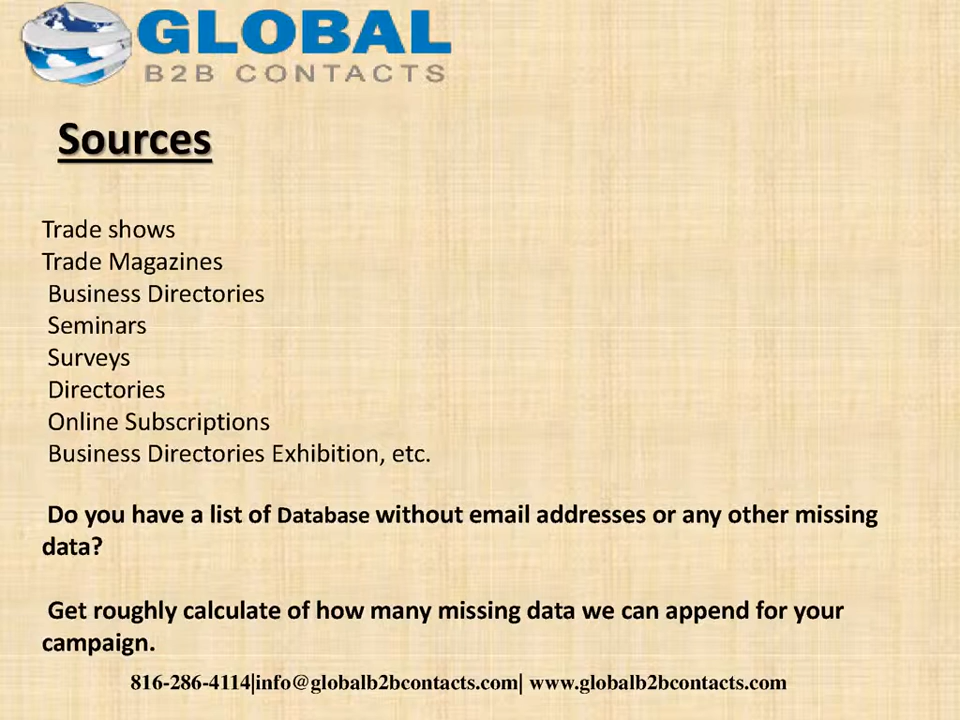 GLOBAL
B2B CONTACTS
Sources
Trade shows
Trade Magazines
Business Directories
Seminars
Surveys
Directories
Online Subscriptions
Business Directories Exhibition, etc.
Do you have a list of Database without email addresses or any other missing
data?
Get roughly calculate of how many missing data we can append for your
campaign.
816-286-4114|info@globalb2bcontacts.com| www.globalb2bcontacts.com